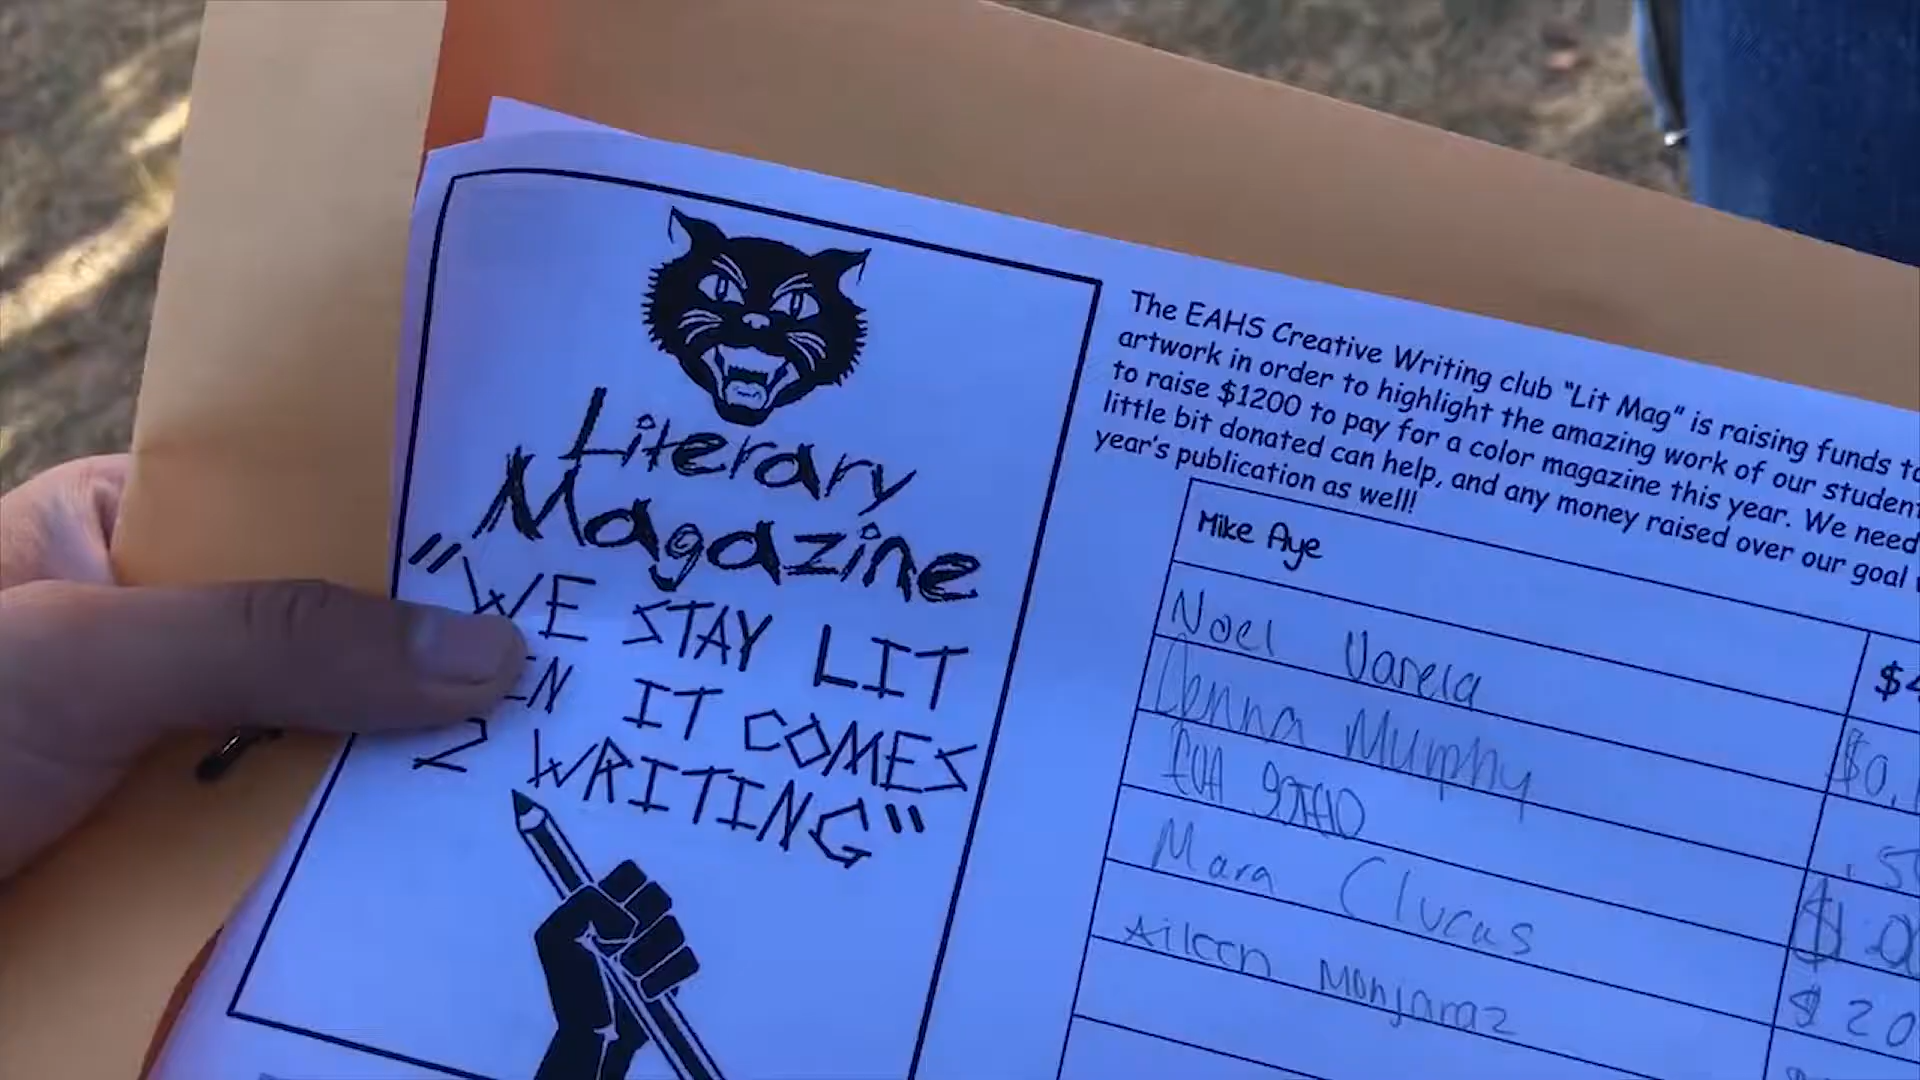 Literary
Magazine
"WE STAY LIT
IT COMES
2 WRITING"
The EAHS Creative Writing club "Lit Mag" is raising funds
artwork in order to highlight the amazing work of our
to raise $1200 to pay for a color magazine this year. We need
little bit donated can help, and any money raised over our goal
year's publication as well!
Mike Aye
Noel Varela
Murphy
Mara Clucas
Aileen Monjaraz